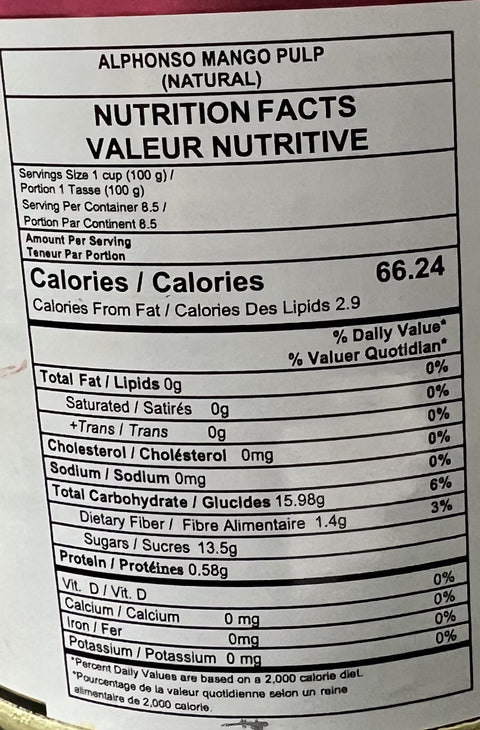 ALPHONSO MANGO PULP
(NATURAL)
NUTRITION FACTS
VALEUR NUTRITIVE
Servings Size 1 cup (100 g) /
Portion 1 Tasse (100 g)
Serving Per Container 8.5 /
Portion Par Continent 8.5
Amount Per Serving
Teneur Par Portion
Calories / Calories 66.24
Calories From Fat / Calories Des Lipids 2.9
% Daily Value*
% Valuer Quotidian*
Total Fat / Lipids 0g 0%
Saturated / Satirés 0g 0%
+Trans / Trans 0g 0%
Cholesterol / Choléstérol 0mg 0%
Sodium / Sodium 0mg 0%
Total Carbohydrate / Glucides 15.98g 6%
Dietary Fiber / Fibre Alimentaire 1.4g 3%
Sugars / Sucres 13.5g
Protein / Protéines 0.58g
Vit. D / Vit. D 0%
Calcium / Calcium 0 mg 0%
Iron / Fer 0mg 0%
Potassium / Potassium 0 mg 0%
*Percent Daily Values are based on a 2,000 calorie diet.
*Pourcentage de la valeur quotidienne selon un reine
alimentaire de 2,000 calorie.